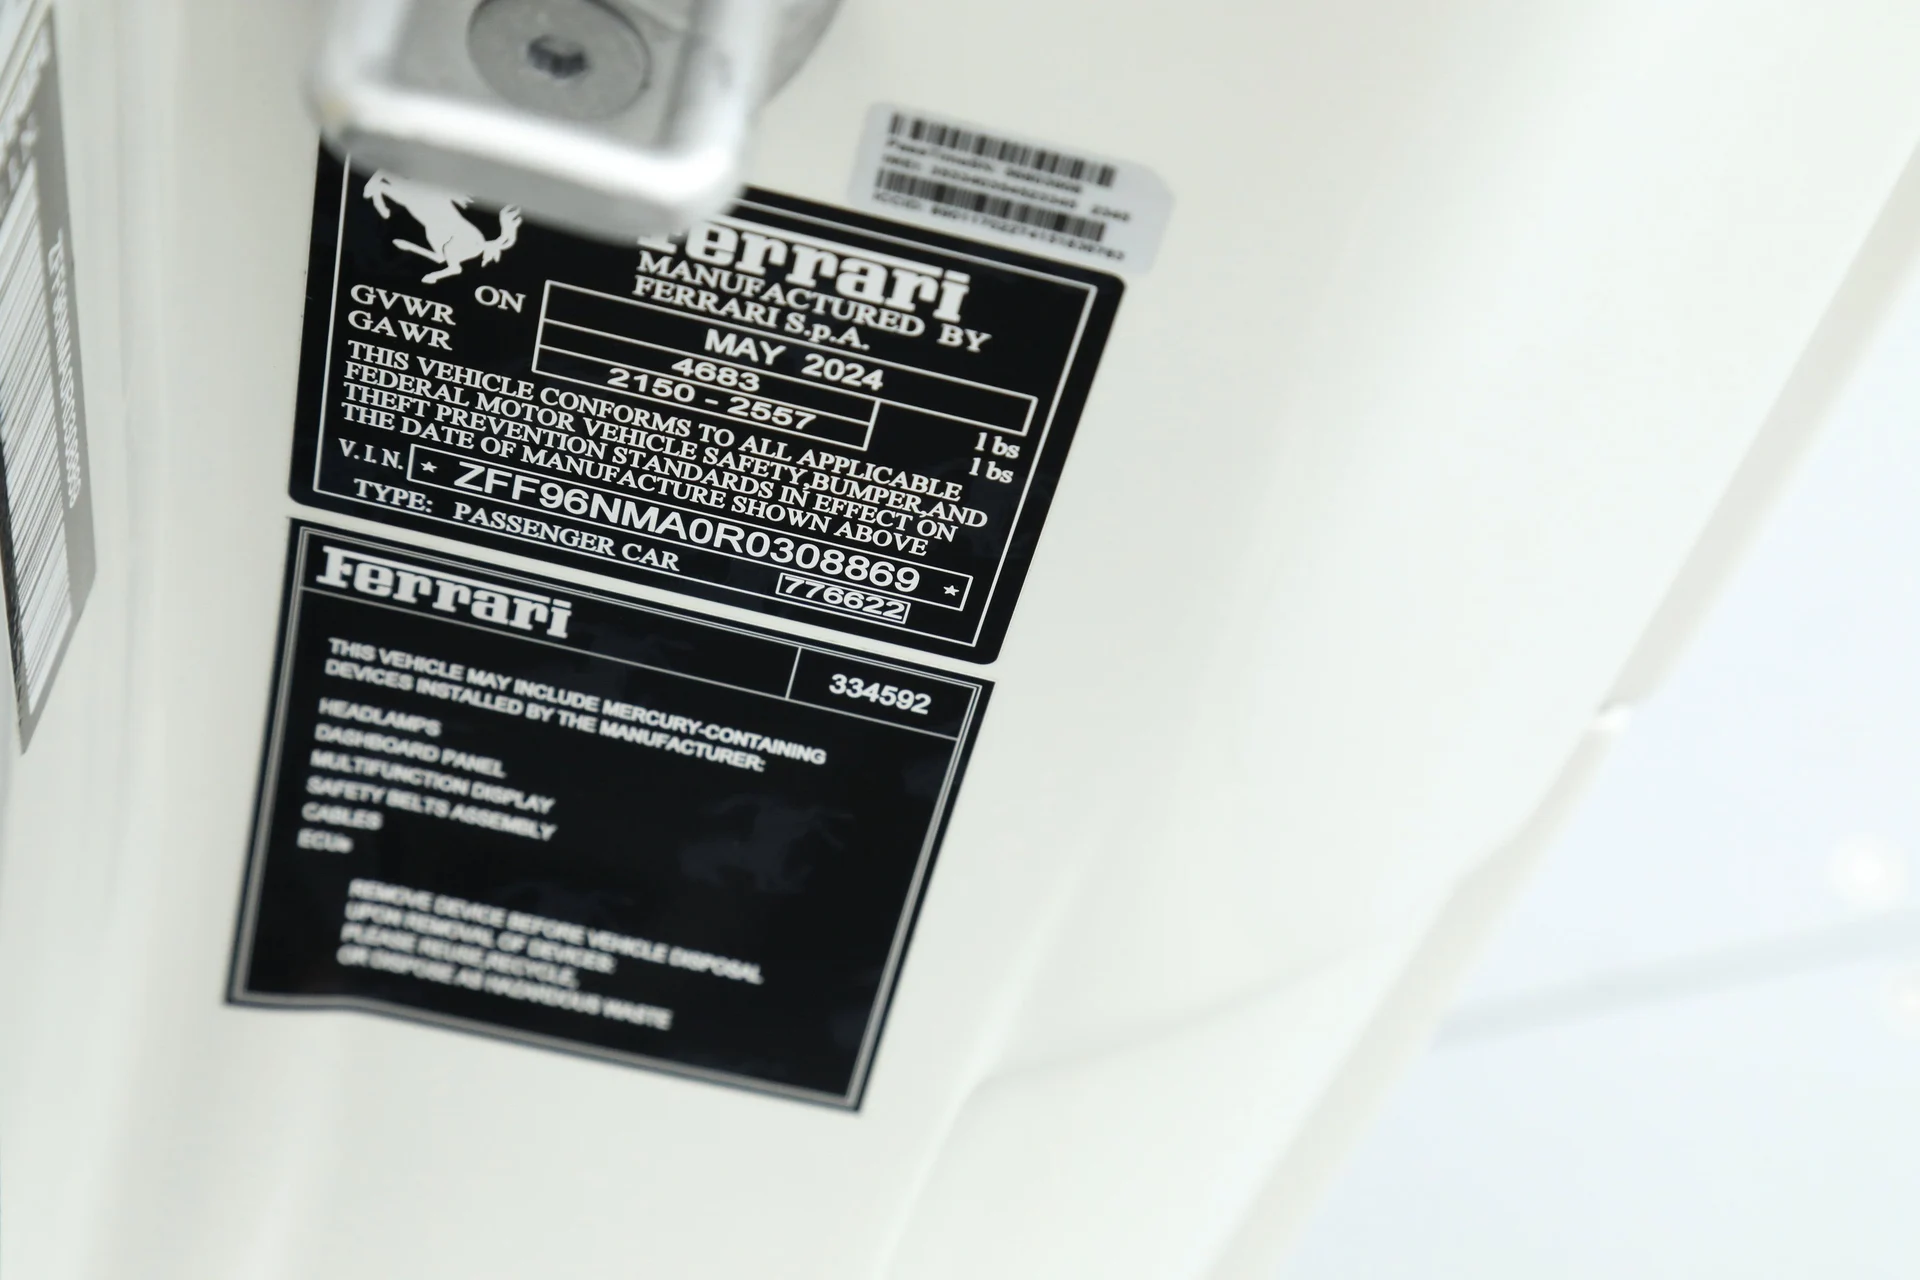 Ferrari
MANUFACTURED BY
FERRARI S.p.A.
ON MAY 2024
GVWR 4683 lbs
GAWR 2150 - 2557 lbs
THIS VEHICLE CONFORMS TO ALL APPLICABLE
FEDERAL MOTOR VEHICLE SAFETY,BUMPER,AND
THEFT PREVENTION STANDARDS IN EFFECT ON
THE DATE OF MANUFACTURE SHOWN ABOVE
V.I.N. * ZFF96NMA0R0308869 *
TYPE: PASSENGER CAR 776622
Ferrari
334592
THIS VEHICLE MAY INCLUDE MERCURY-CONTAINING
DEVICES INSTALLED BY THE MANUFACTURER:
HEADLAMPS
DASHBOARD PANEL
MULTIFUNCTION DISPLAY
SAFETY BELTS ASSEMBLY
CABLES
ECUs
REMOVE DEVICE BEFORE VEHICLE DISPOSAL
UPON REMOVAL OF DEVICES
PLEASE REUSE,RECYCLE,
OR DISPOSE AS HAZARDOUS WASTE